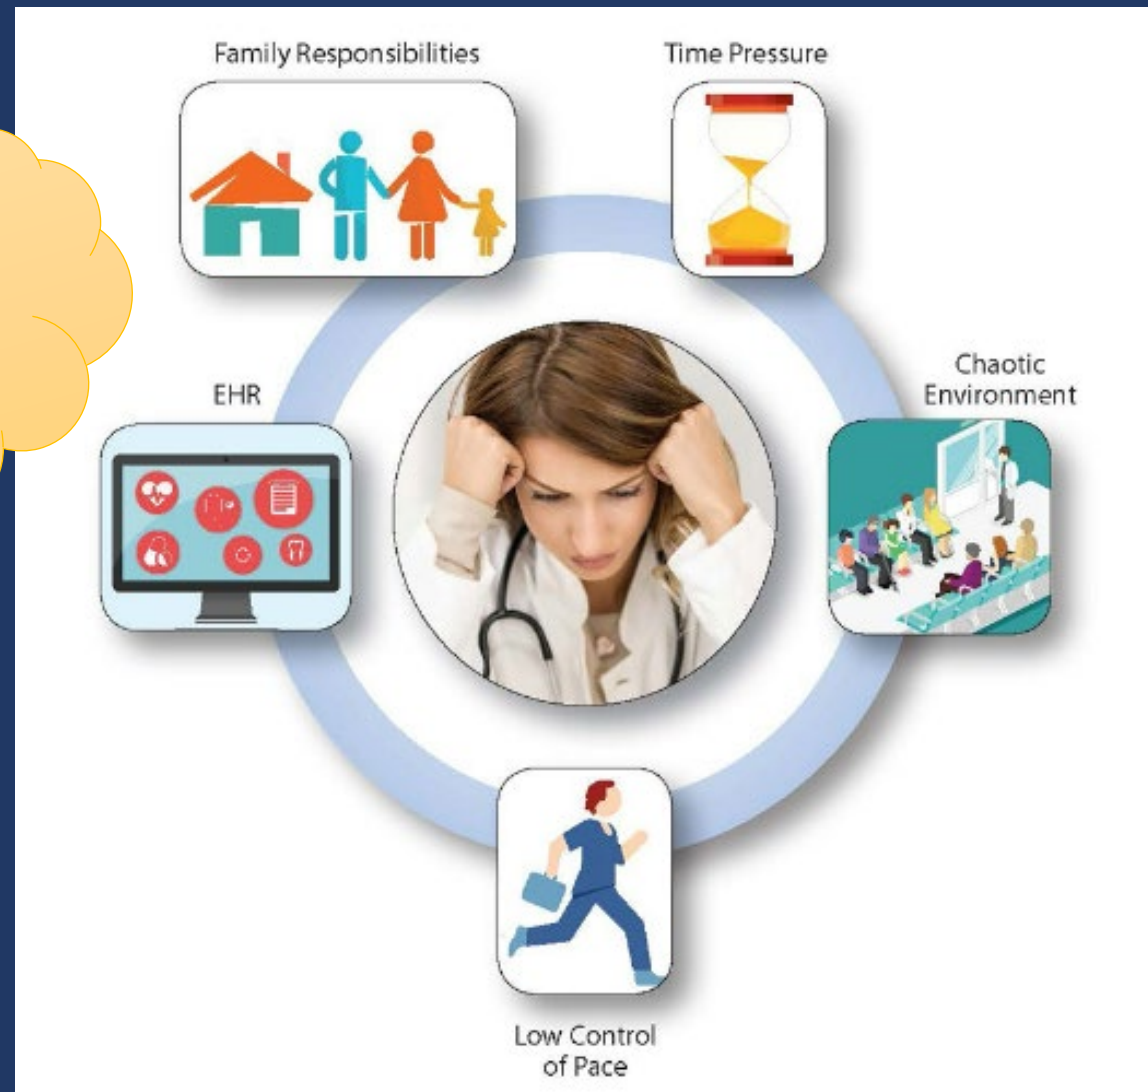 Family Responsibilities
Time Pressure
Chaotic
Environment
EHR
Low Control
of Pace